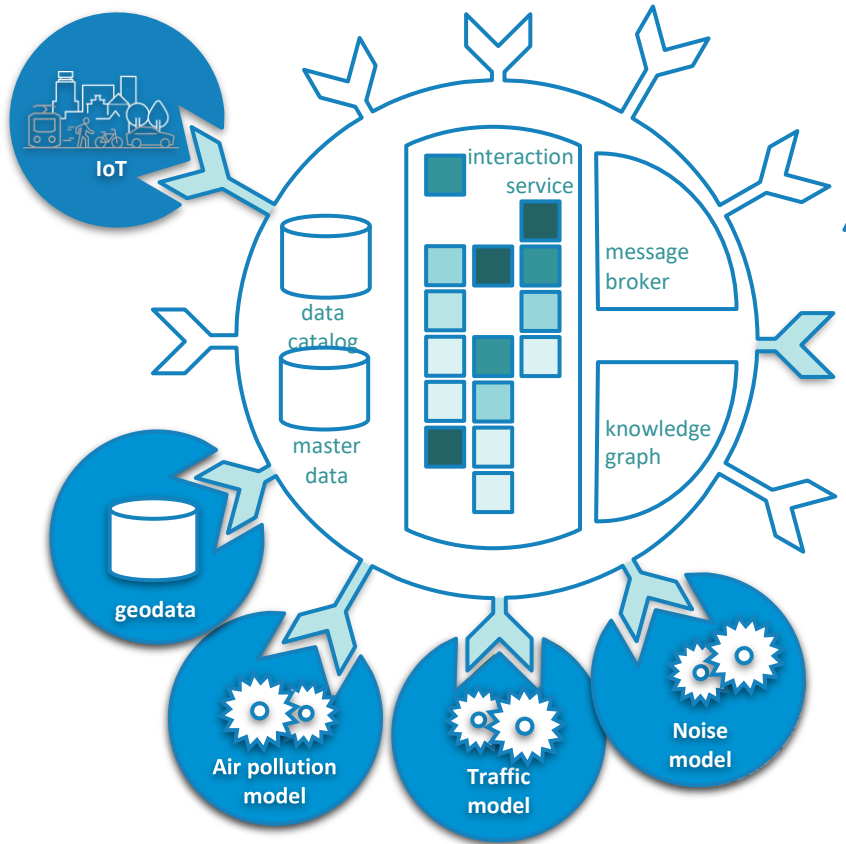 IoT
interaction
service
data
catalog
master
data
message
broker
knowledge
graph
geodata
Air pollution
model
Traffic
model
Noise
model